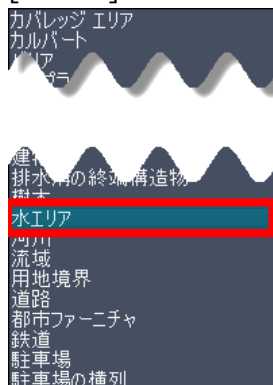 カバレッジ エリア
カルバート
排水溝の終端構造物
樹木
水エリア
河川
流域
用地境界
道路
都市ファーニチャ
鉄道
駐車場
駐車場の横列